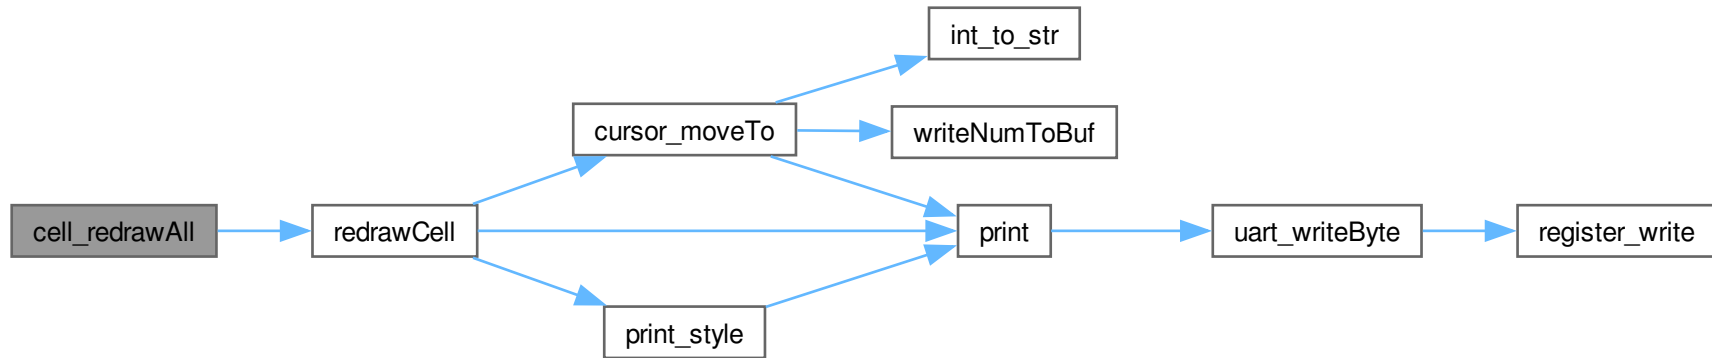 int_to_str
cursor_moveTo
writeNumToBuf
cell_redrawAll
redrawCell
print
uart_writeByte
register_write
print_style